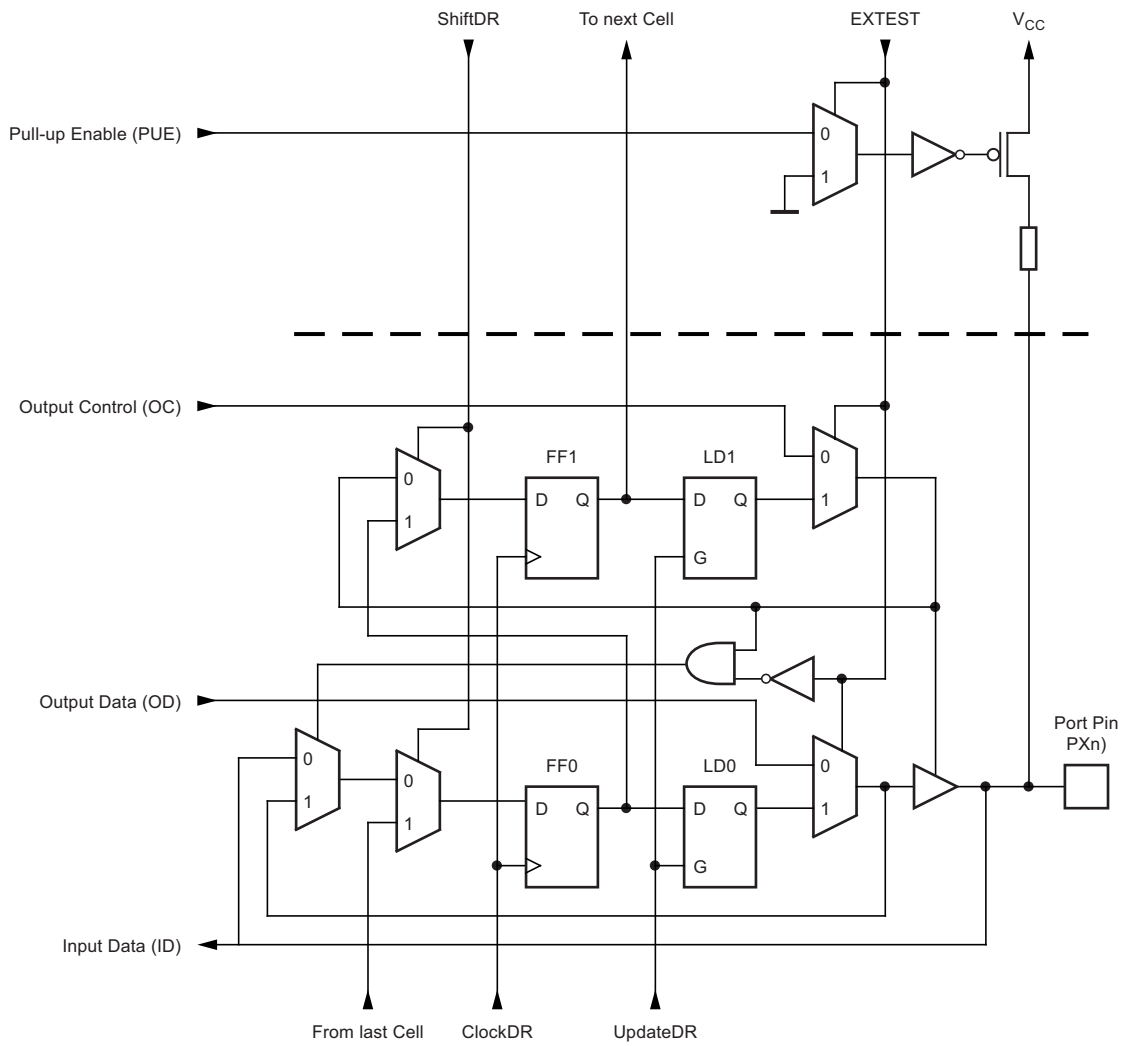 ShiftDR
To next Cell
EXTEST
VCC
Pull-up Enable (PUE)
0
1
Output Control (OC)
FF1
LD1
0
0
D Q
D Q
1
1
G
Output Data (OD)
Port Pin
PXn)
FF0
LD0
0
0
0
1
D Q
D Q
1
1
G
Input Data (ID)
From last Cell
ClockDR
UpdateDR